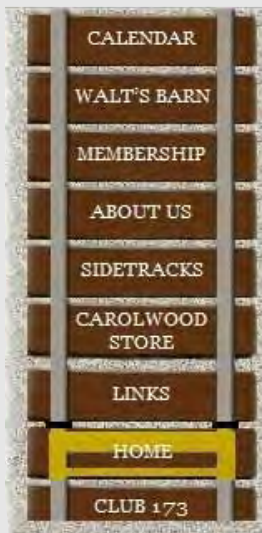 CALENDAR
WALT'S BARN
MEMBERSHIP
ABOUT US
SIDETRACKS
CAROLWOOD
STORE
LINKS
HOME
CLUB 173